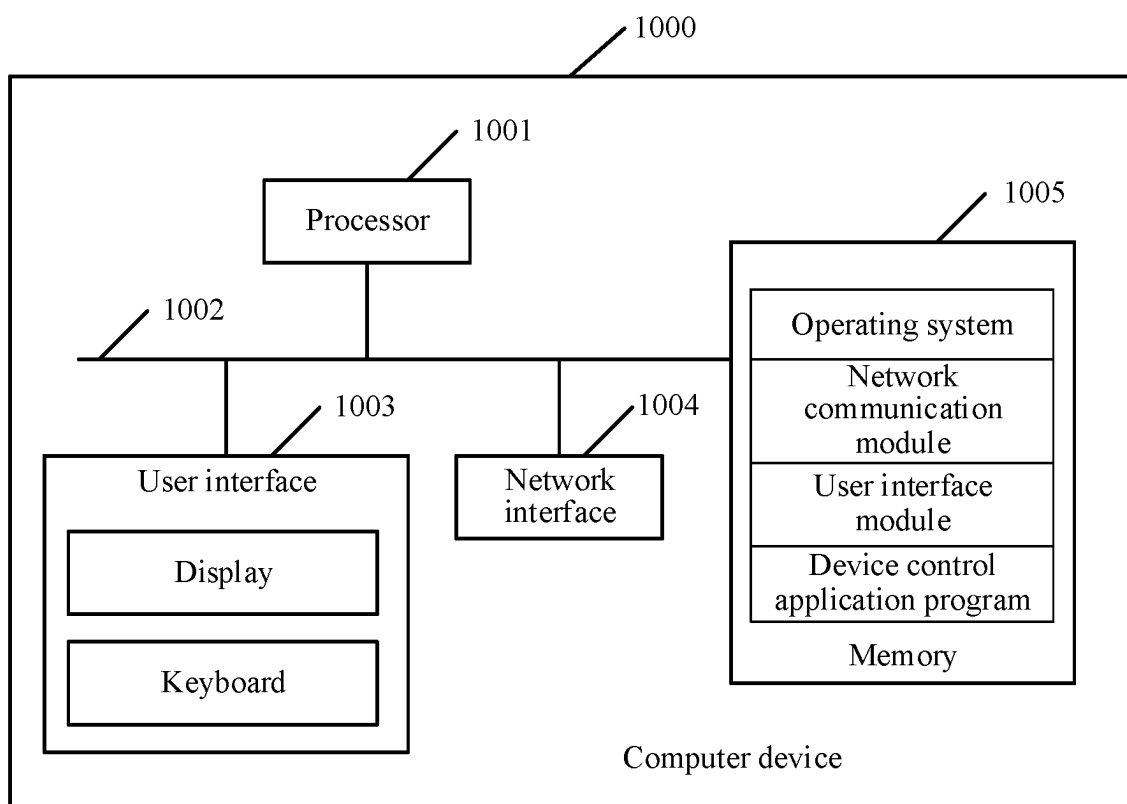 1000
1001
Processor
1005
1002
Operating system
Network
communication
module
1003
1004
User interface
Network
interface
User interface
module
Display
Device control
application program
Memory
Keyboard
Computer device